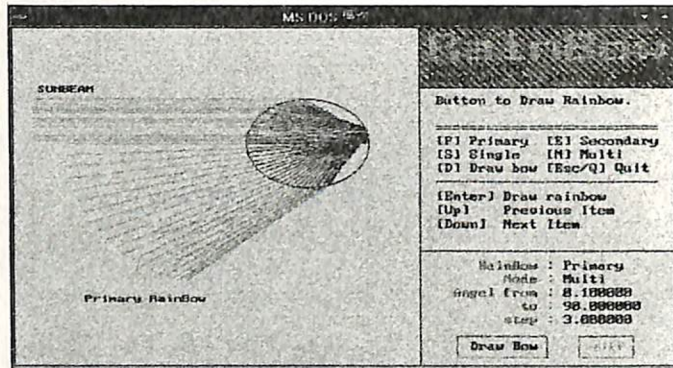 MS DOS
RainBow
SUNBEAM
Primary RainBow
Button to Draw Rainbow.
[P] Primary [E] Secondary
[S] Single [M] Multi
[D] Draw bow [Esc/Q] Quit
[Enter] Draw rainbow
[Up] Previous Item
[Down] Next Item
RainBow : Primary
Mode : Multi
Angel from : 0.100000
to : 90.000000
step : 3.000000
Draw Bow